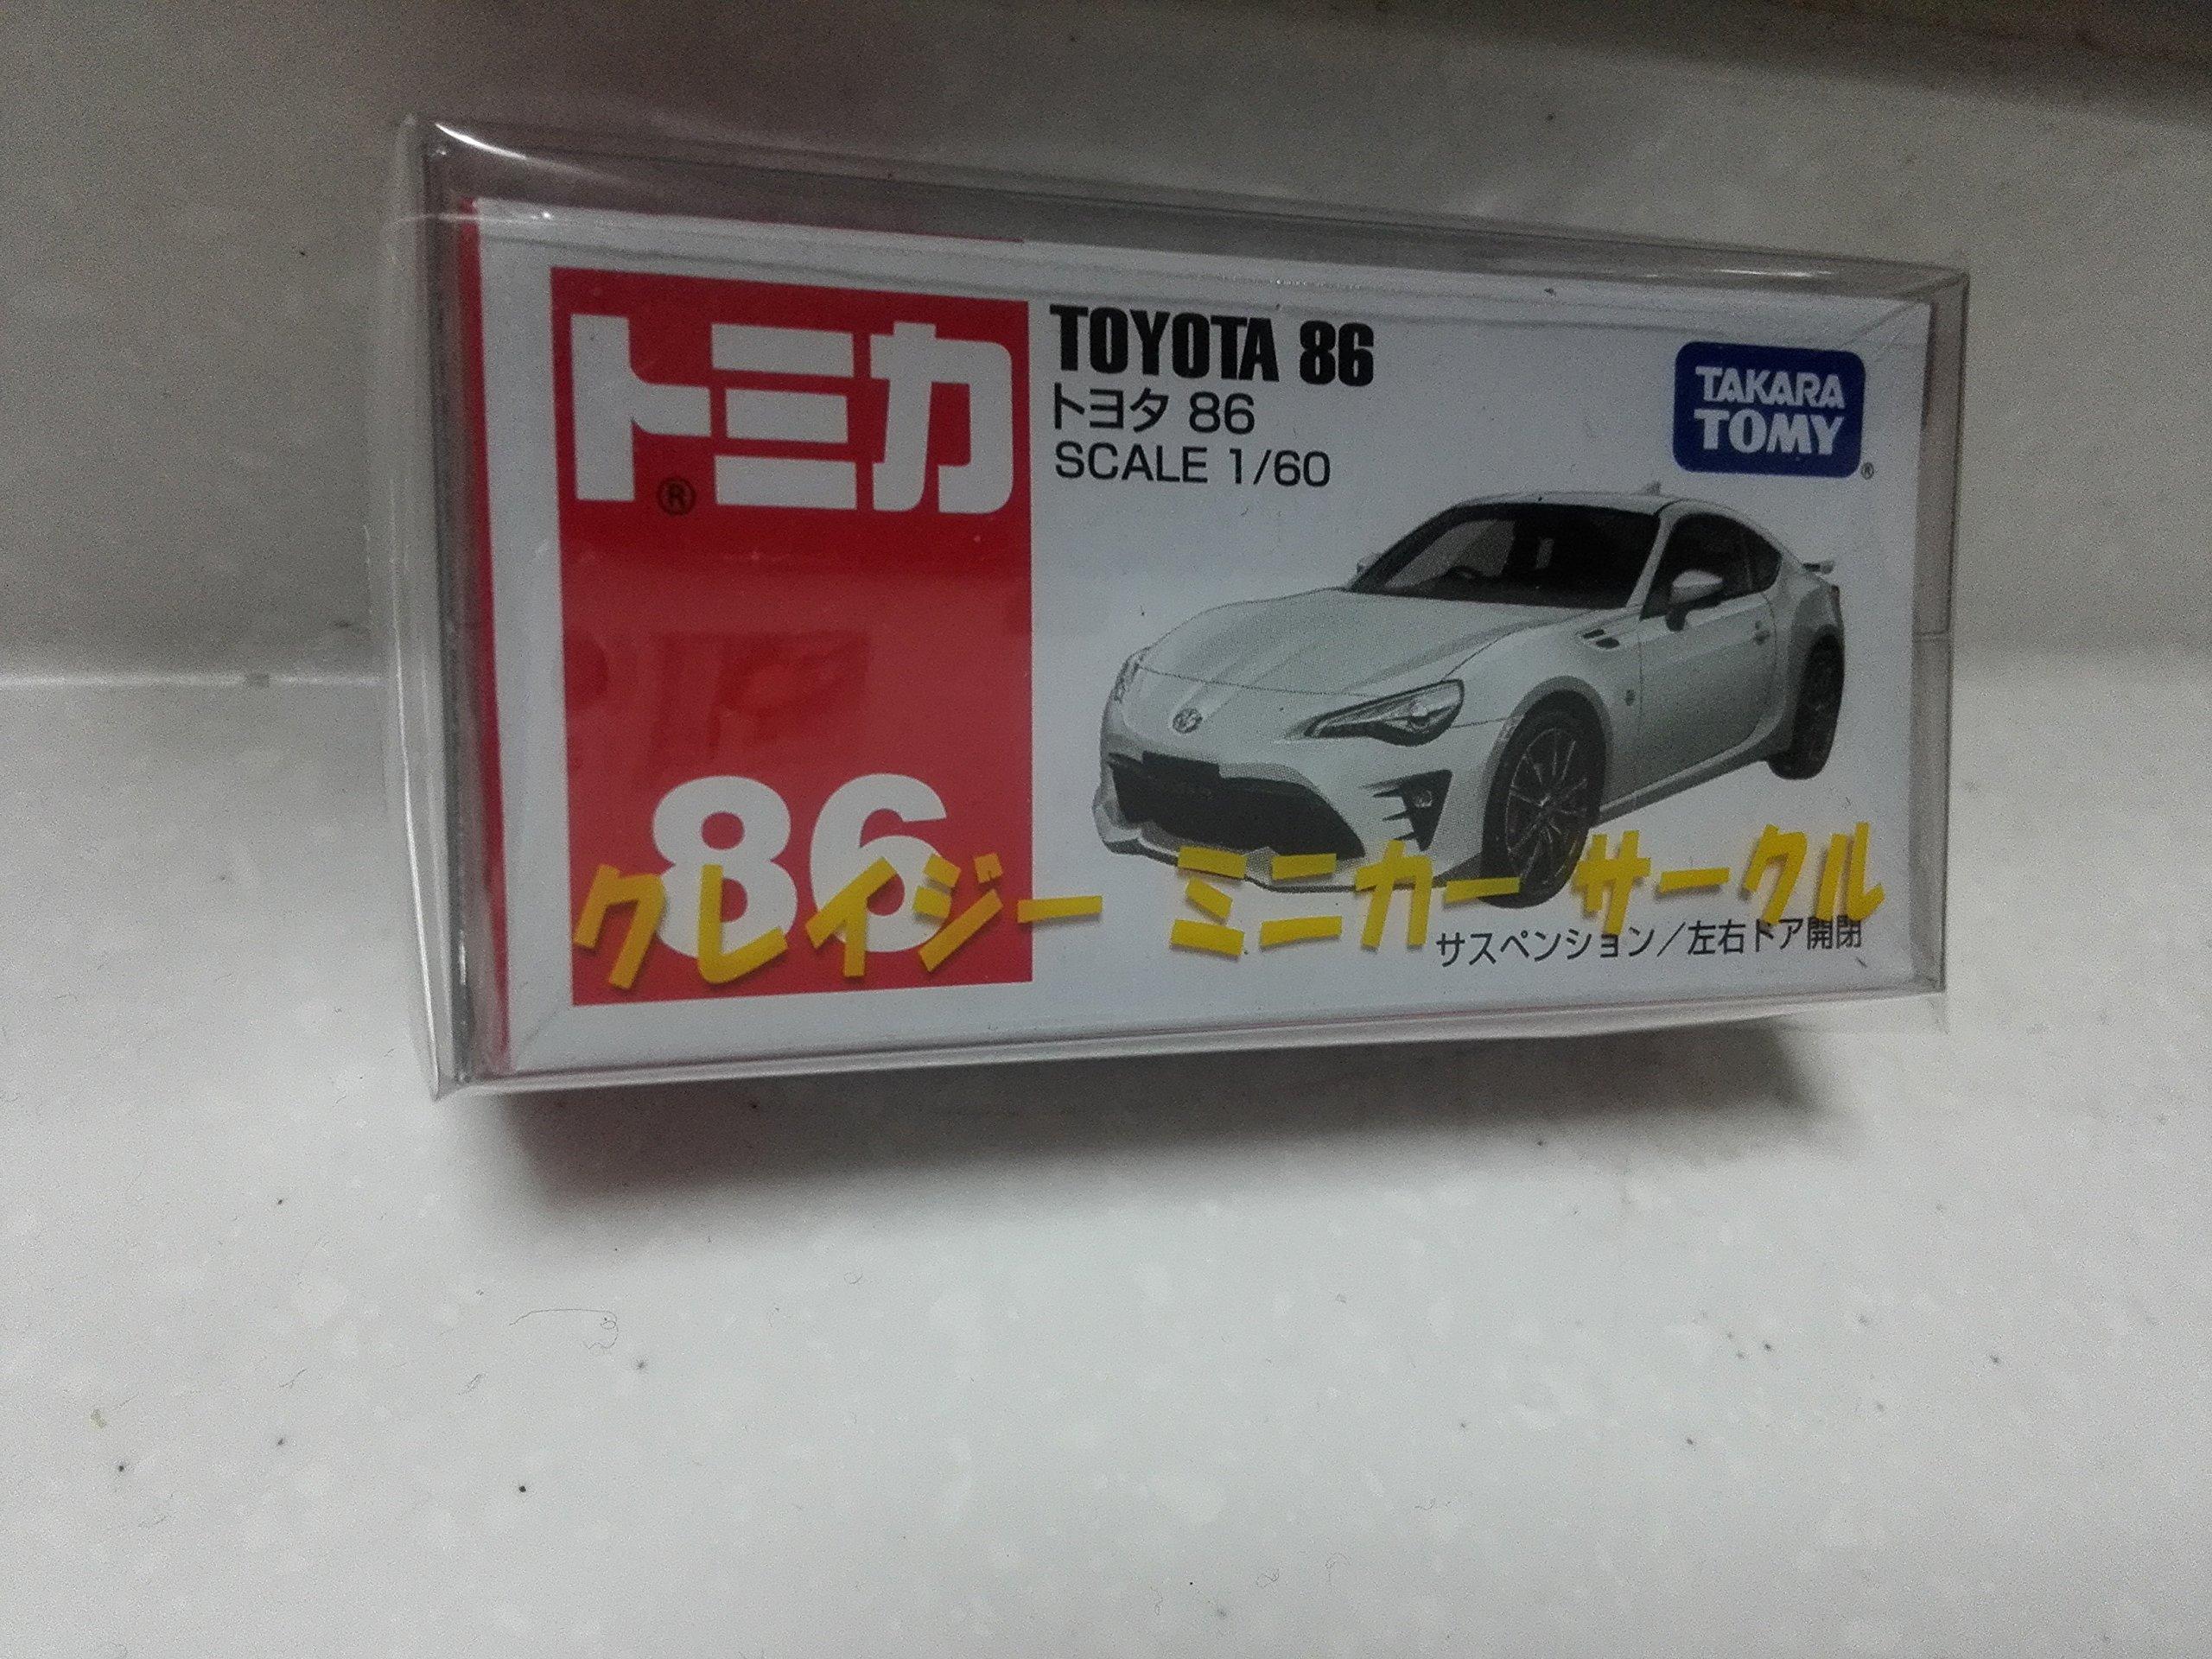 トミカ®
TOYOTA 86
トヨタ 86
SCALE 1/60
TAKARA
TOMY®
86
クレイジー ミニカー サークル
サスペンション/左右ドア開閉